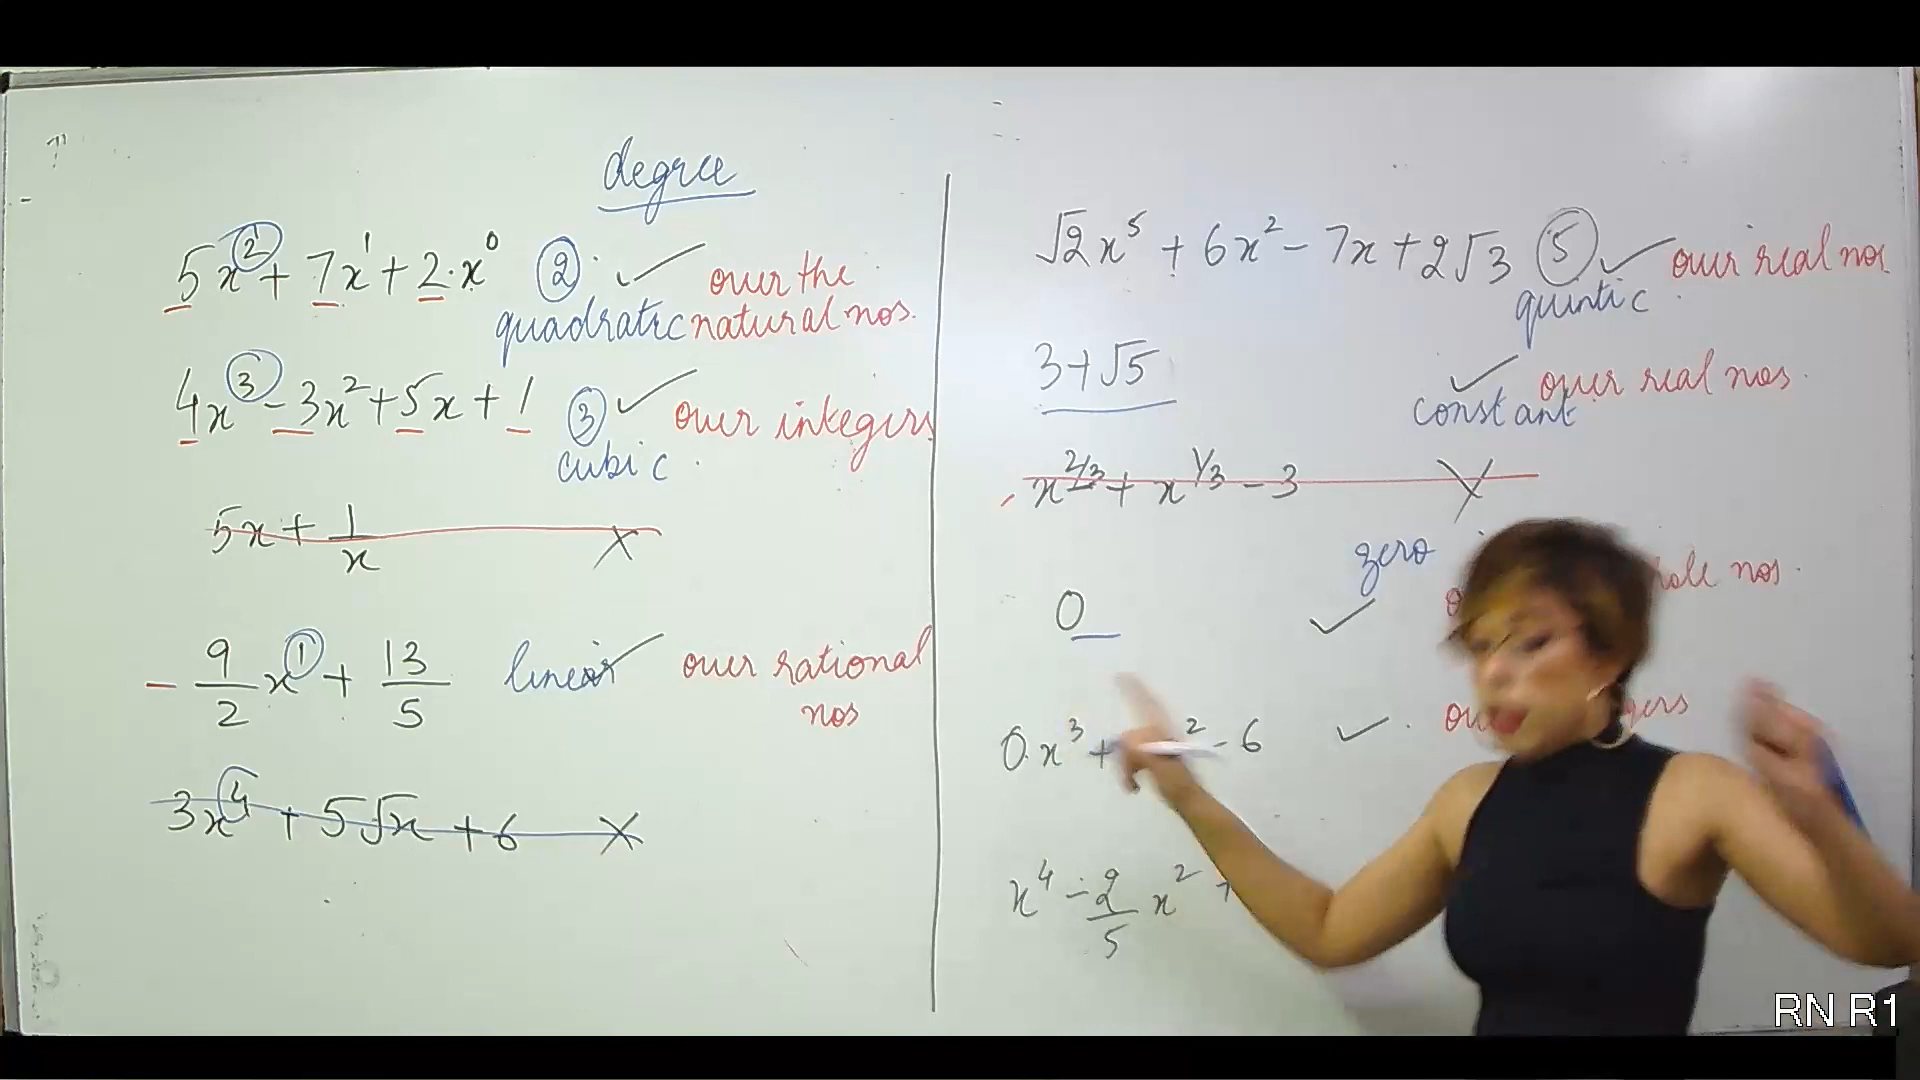 degree
5x² + 7x¹ + 2·x⁰ ② ✓ over the
quadratic natural nos.
4x³ - 3x² + 5x + 1 ③ ✓ over integers
cubic
5x + 1/x ×
- 9/2 x¹ + 13/5 linear ✓ over rational
nos
3x⁴ + 5√x + 6 ×
√2x⁵ + 6x² - 7x + 2√3 ⑤ ✓ over real nos
quintic
3+√5 ✓ over real nos.
constant
x^2/3 + x^1/3 - 3 ×
zero
0 ✓ nos.
0·x³ + ² - 6 ✓
x⁴ - 2/5 x² +
RN R1